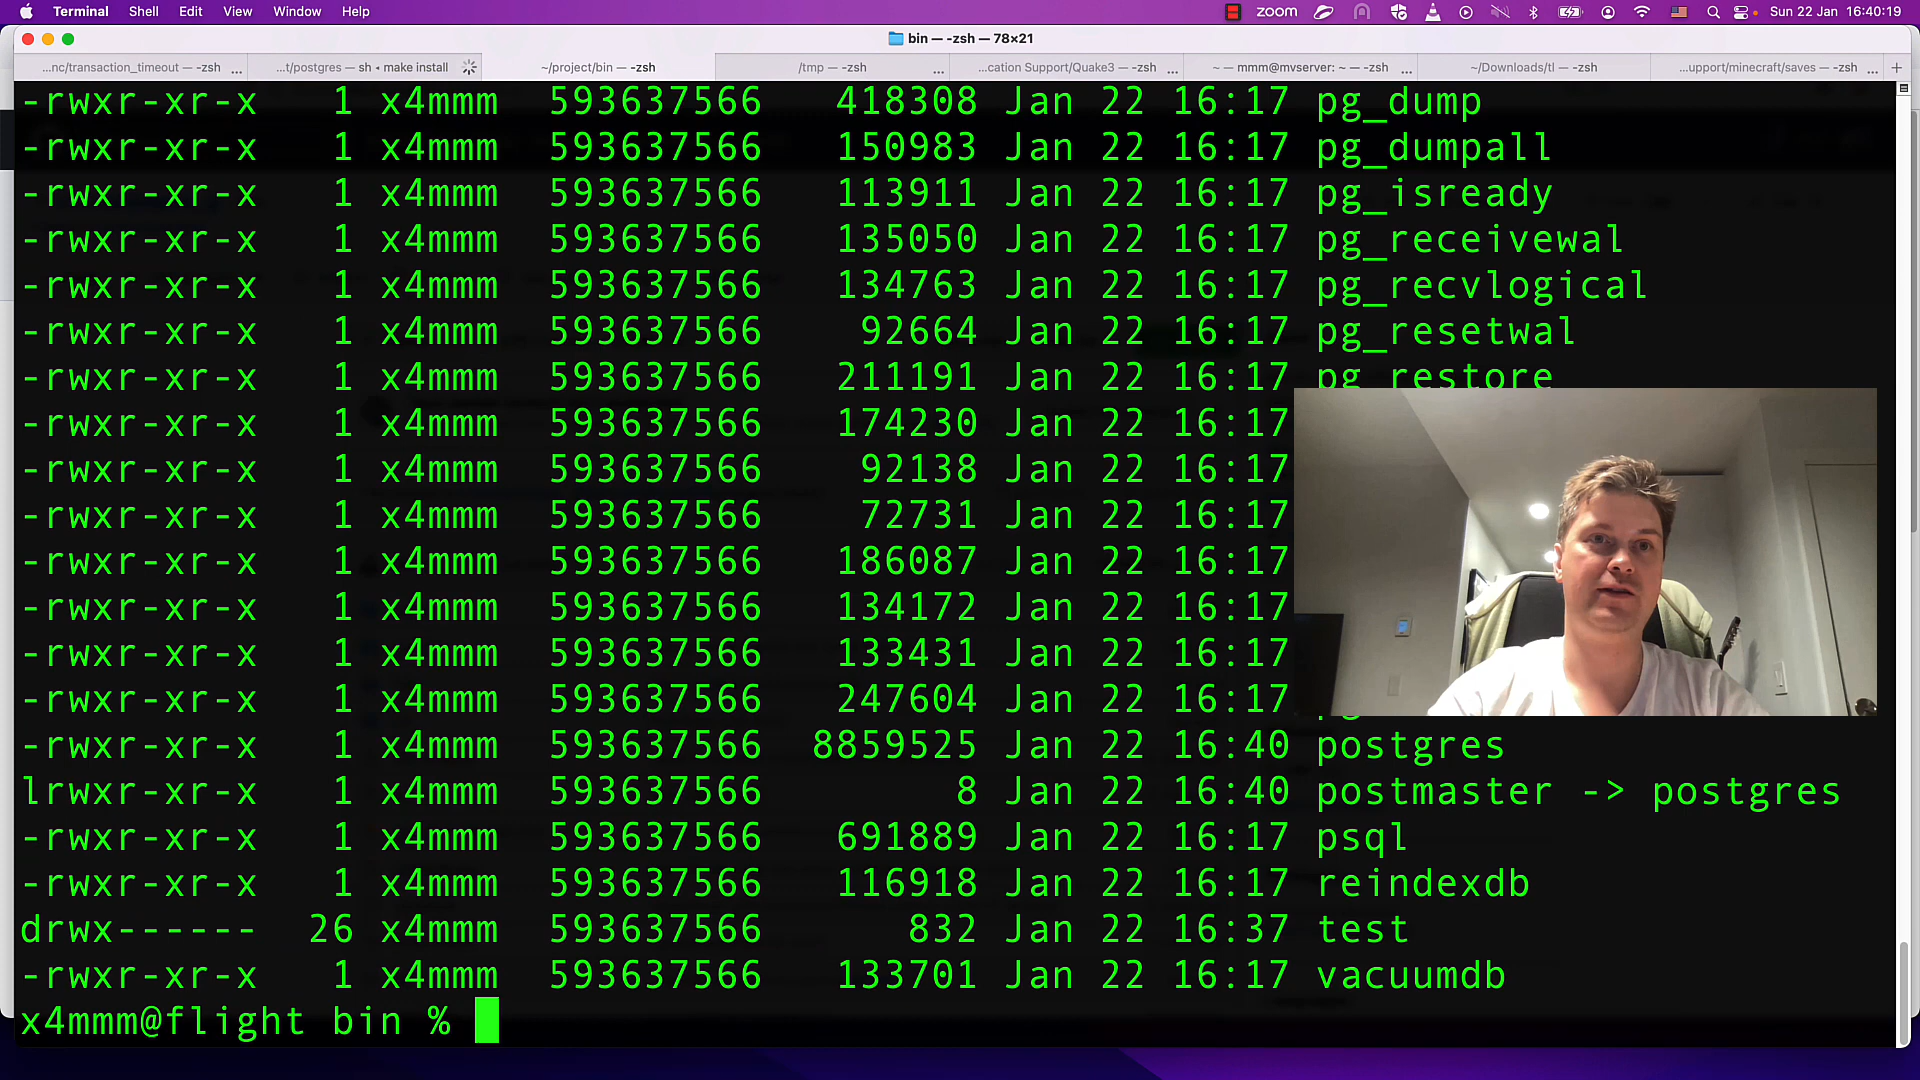 Terminal Shell Edit View Window Help zoom Sun 22 Jan 16:40:19
bin — -zsh — 78×21
...nc/transaction_timeout — -zsh ... ...t/postgres — sh ◂ make install ~/project/bin — -zsh /tmp — -zsh ... ...cation Support/Quake3 — -zsh ... ~ — mmm@mvserver: ~ — -zsh ... ~/Downloads/tl — -zsh ...upport/minecraft/saves — -zsh ... +
-rwxr-xr-x 1 x4mmm 593637566 418308 Jan 22 16:17 pg_dump
-rwxr-xr-x 1 x4mmm 593637566 150983 Jan 22 16:17 pg_dumpall
-rwxr-xr-x 1 x4mmm 593637566 113911 Jan 22 16:17 pg_isready
-rwxr-xr-x 1 x4mmm 593637566 135050 Jan 22 16:17 pg_receivewal
-rwxr-xr-x 1 x4mmm 593637566 134763 Jan 22 16:17 pg_recvlogical
-rwxr-xr-x 1 x4mmm 593637566 92664 Jan 22 16:17 pg_resetwal
-rwxr-xr-x 1 x4mmm 593637566 211191 Jan 22 16:17 pg_restore
-rwxr-xr-x 1 x4mmm 593637566 174230 Jan 22 16:17
-rwxr-xr-x 1 x4mmm 593637566 92138 Jan 22 16:17
-rwxr-xr-x 1 x4mmm 593637566 72731 Jan 22 16:17
-rwxr-xr-x 1 x4mmm 593637566 186087 Jan 22 16:17
-rwxr-xr-x 1 x4mmm 593637566 134172 Jan 22 16:17
-rwxr-xr-x 1 x4mmm 593637566 133431 Jan 22 16:17
-rwxr-xr-x 1 x4mmm 593637566 247604 Jan 22 16:17
-rwxr-xr-x 1 x4mmm 593637566 8859525 Jan 22 16:40 postgres
lrwxr-xr-x 1 x4mmm 593637566 8 Jan 22 16:40 postmaster -> postgres
-rwxr-xr-x 1 x4mmm 593637566 691889 Jan 22 16:17 psql
-rwxr-xr-x 1 x4mmm 593637566 116918 Jan 22 16:17 reindexdb
drwx------ 26 x4mmm 593637566 832 Jan 22 16:37 test
-rwxr-xr-x 1 x4mmm 593637566 133701 Jan 22 16:17 vacuumdb
x4mmm@flight bin %